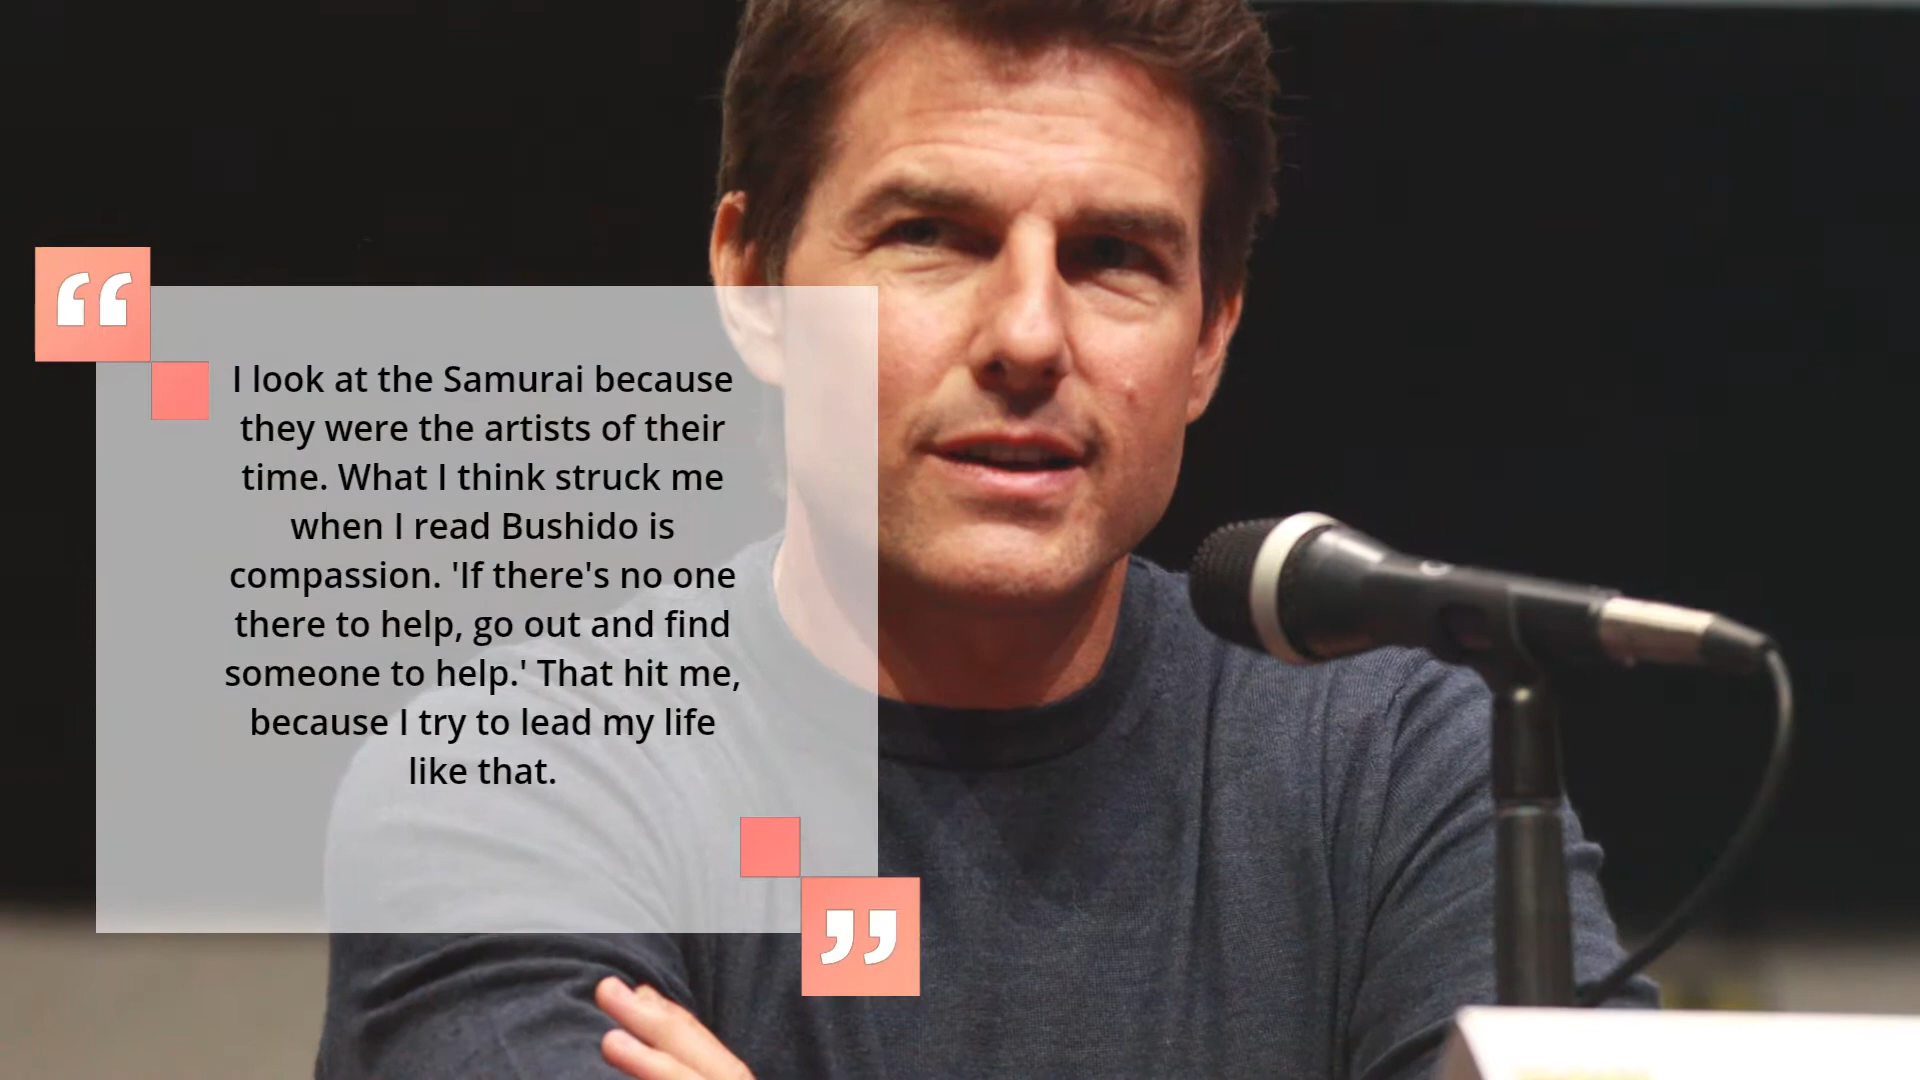 “
I look at the Samurai because
they were the artists of their
time. What I think struck me
when I read Bushido is
compassion. 'If there's no one
there to help, go out and find
someone to help.' That hit me,
because I try to lead my life
like that.
”